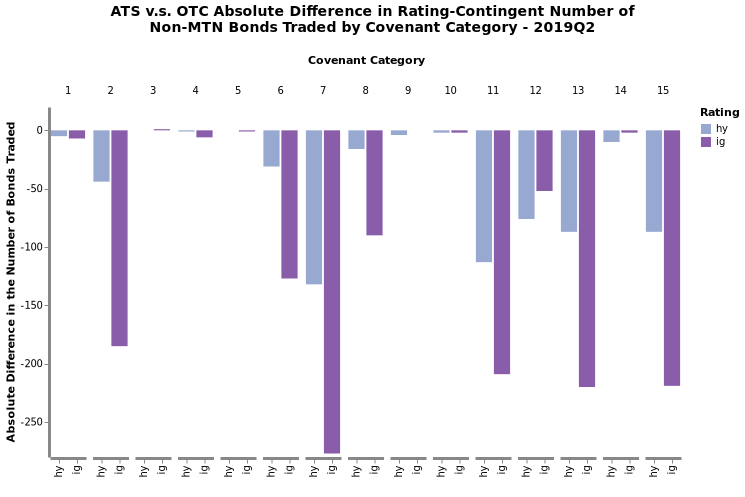 ATS v.s. OTC Absolute Difference in Rating-Contingent Number of
Non-MTN Bonds Traded by Covenant Category - 2019Q2
Covenant Category
1 2 3 4 5 6 7 8 9 10 11 12 13 14 15
Absolute Difference in the Number of Bonds Traded
0
-50
-100
-150
-200
-250
hy ig hy ig hy ig hy ig hy ig hy ig hy ig hy ig hy ig hy ig hy ig hy ig hy ig hy ig hy ig
Rating
hy
ig